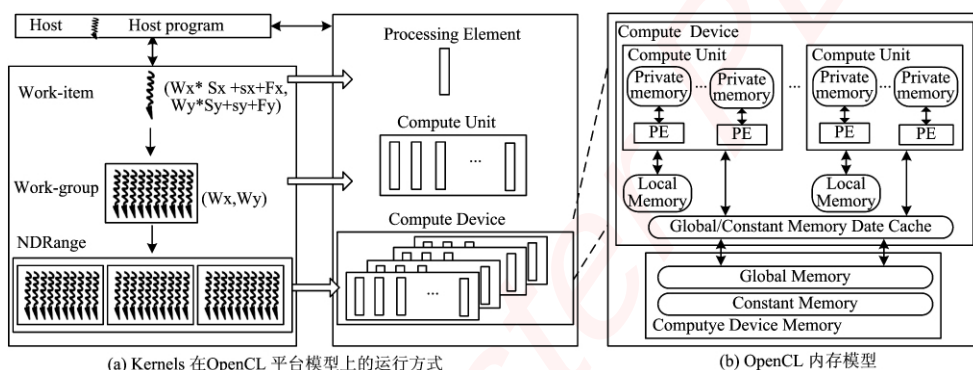 Host Host program
Work-item
(Wx* Sx +sx+Fx,
Wy*Sy+sy+Fy)
Work-group
(Wx,Wy)
NDRange
Processing Element
Compute Unit
...
Compute Device
...
(a) Kernels 在OpenCL 平台模型上的运行方式
Compute Device
Compute Unit
Private
memory
...
Private
memory
PE
PE
Local
Memory
...
Compute Unit
Private
memory
...
Private
memory
PE
PE
Local
Memory
Global/Constant Memory Date Cache
Global Memory
Constant Memory
Computye Device Memory
(b) OpenCL 内存模型